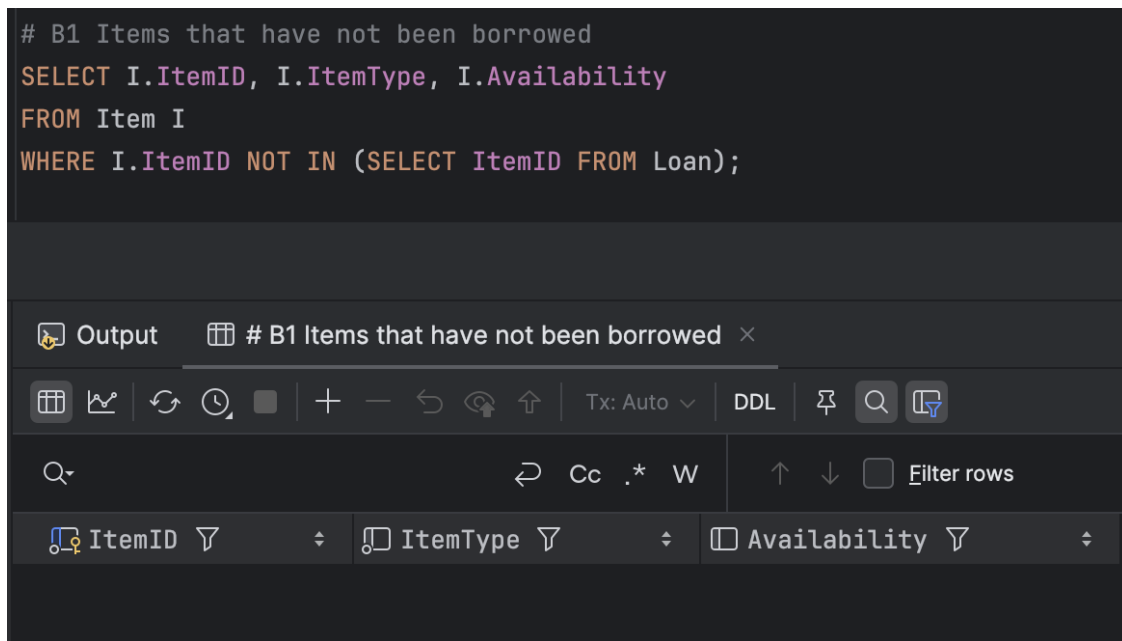 # B1 Items that have not been borrowed
SELECT I.ItemID, I.ItemType, I.Availability
FROM Item I
WHERE I.ItemID NOT IN (SELECT ItemID FROM Loan);
Output # B1 Items that have not been borrowed
Tx: Auto DDL
Cc .* W Filter rows
ItemID ItemType Availability